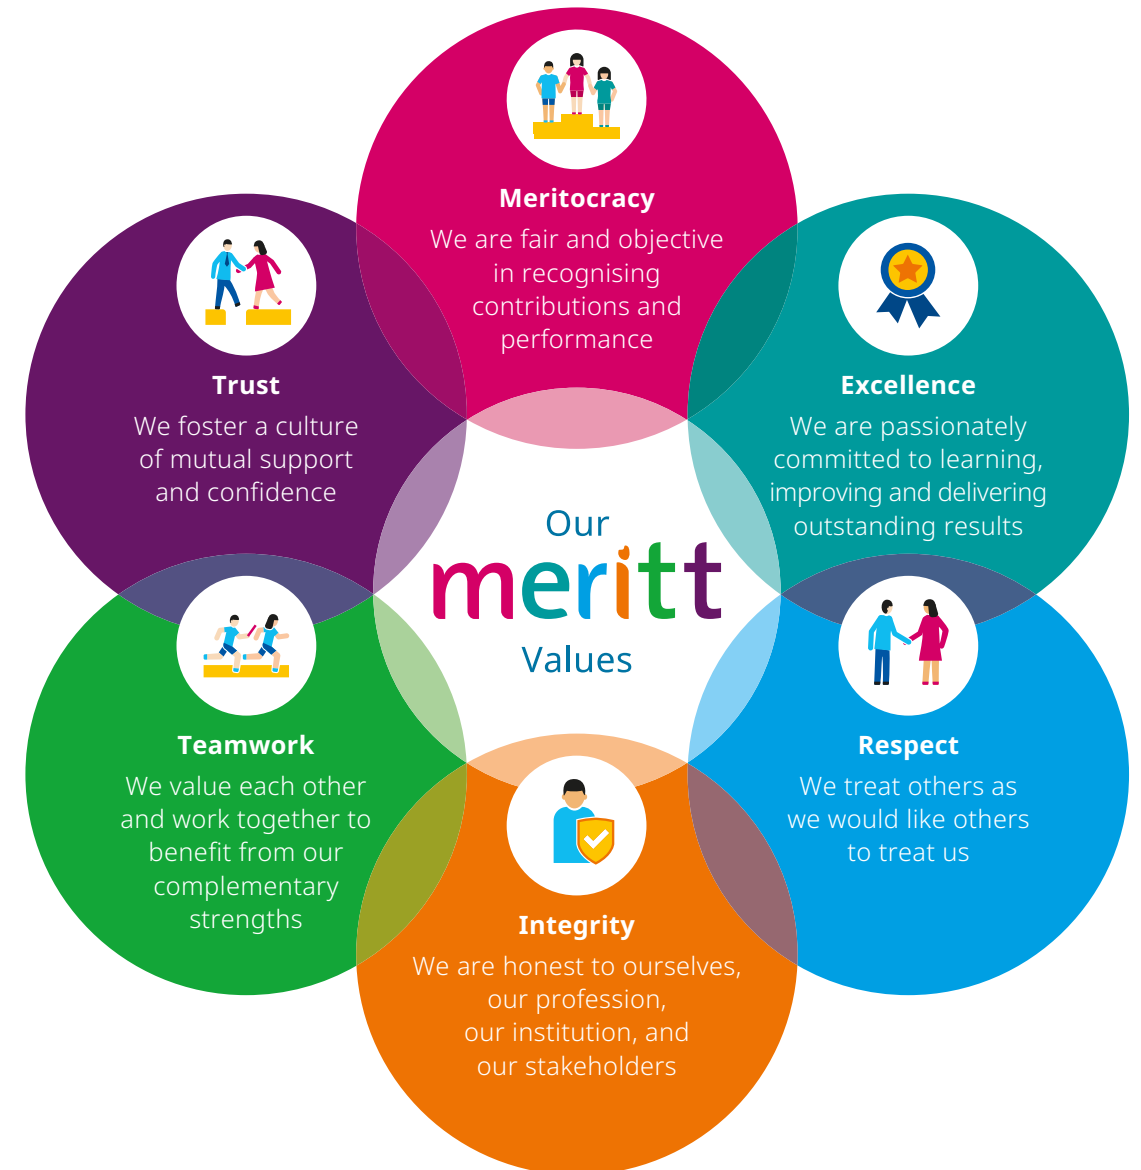 Meritocracy
We are fair and objective
in recognising
contributions and
performance
Trust
We foster a culture
of mutual support
and confidence
Excellence
We are passionately
committed to learning,
improving and delivering
outstanding results
Our
meritt
Values
Teamwork
We value each other
and work together to
benefit from our
complementary
strengths
Respect
We treat others as
we would like others
to treat us
Integrity
We are honest to ourselves,
our profession,
our institution, and
our stakeholders